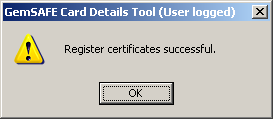 GemSAFE Card Details Tool (User logged)
Register certificates successful.
OK